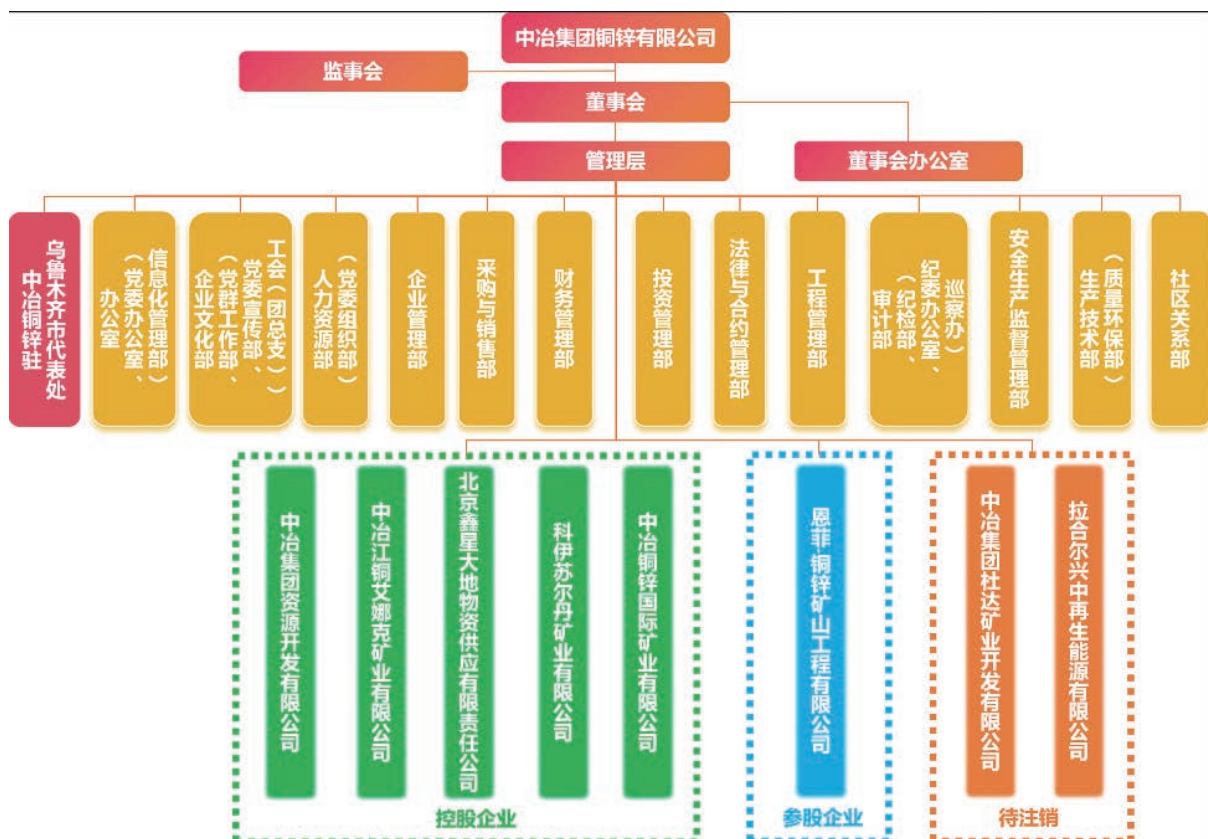 中冶集团铜锌有限公司
监事会
董事会
管理层
董事会办公室
中冶铜锌驻
乌鲁木齐市代表处
办公室
（党委办公室、
信息化管理部）
企业文化部
（党群工作部、
党委宣传部、
工会（团总支））
人力资源部
（党委组织部）
企业管理部
采购与销售部
财务管理部
投资管理部
法律与合约管理部
工程管理部
审计部
（纪检部、
纪委办公室、
巡察办）
安全生产监督管理部
生产技术部
（质量环保部）
社区关系部
中冶集团资源开发有限公司
中冶江铜艾娜克矿业有限公司
北京鑫星大地物资供应有限责任公司
科伊苏尔丹矿业有限公司
中冶铜锌国际矿业有限公司
控股企业
恩菲-铜锌矿山工程有限公司
参股企业
中冶集团杜达矿业开发有限公司
拉合尔兴中再生能源有限公司
待注销